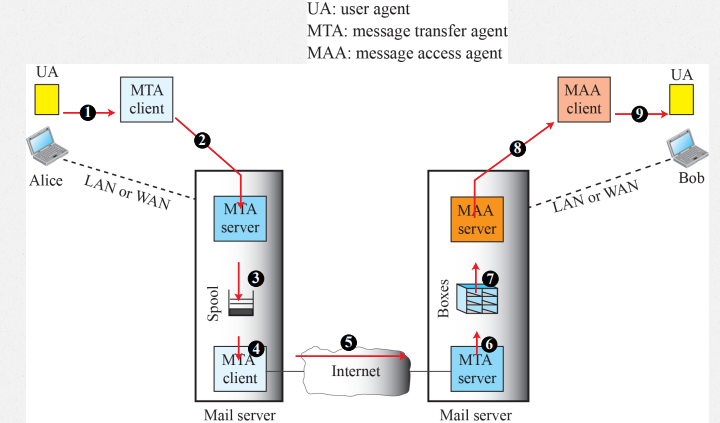 UA: user agent
MTA: message transfer agent
MAA: message access agent
UA
MTA
client
MAA
client
UA
1
2
8
9
Alice
LAN or WAN
MTA
server
MAA
server
LAN or WAN
Bob
3
Spool
7
Boxes
4
MTA
client
5
Internet
6
MTA
server
Mail server
Mail server